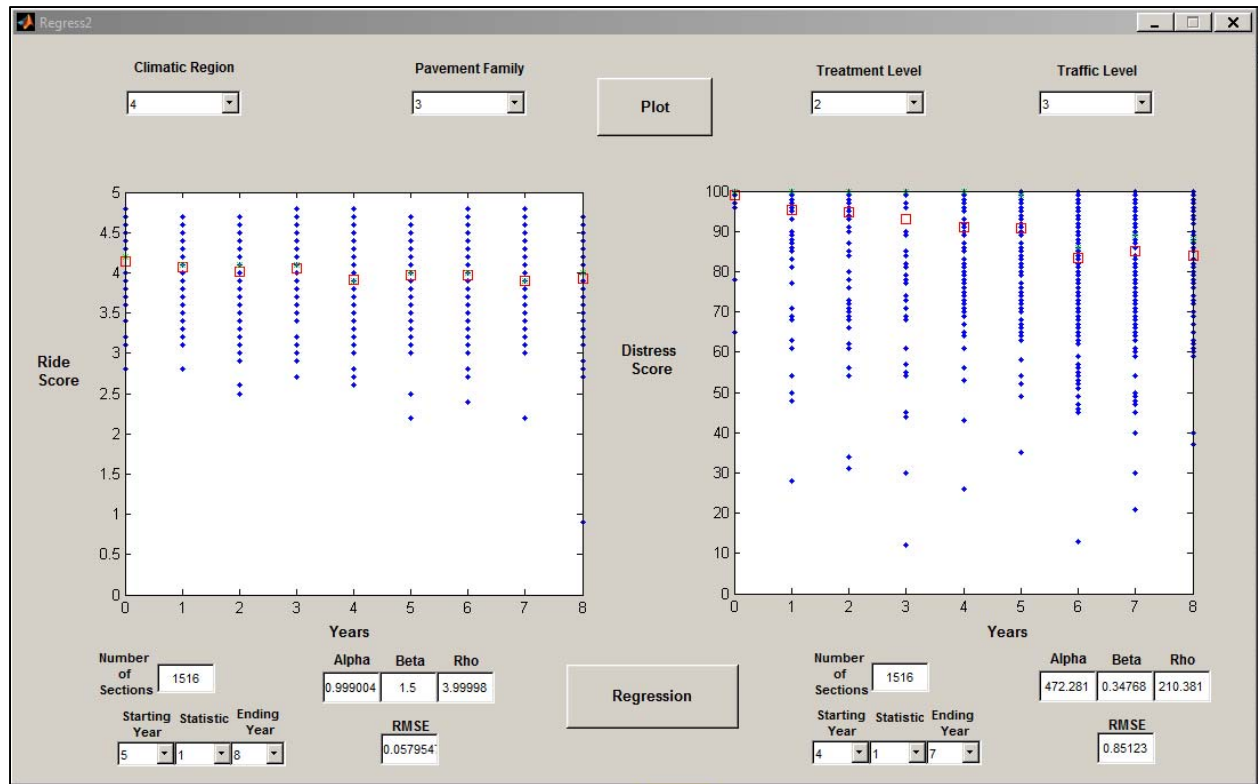 Regress2
Climatic Region
Pavement Family
Treatment Level
Traffic Level
4
3
Plot
2
3
5
4.5
4
3.5
3
2.5
2
1.5
1
0.5
0
Ride
Score
0 1 2 3 4 5 6 7 8
Years
100
90
80
70
60
50
40
30
20
10
0
Distress
Score
0 1 2 3 4 5 6 7 8
Years
Number
of
Sections
1516
Alpha Beta Rho
0.999004 1.5 3.99998
Starting
Year
Statistic
Ending
Year
5 1 8
RMSE
0.057954
Regression
Number
of
Sections
1516
Alpha Beta Rho
472.281 0.34768 210.381
Starting
Year
Statistic
Ending
Year
4 1 7
RMSE
0.85123